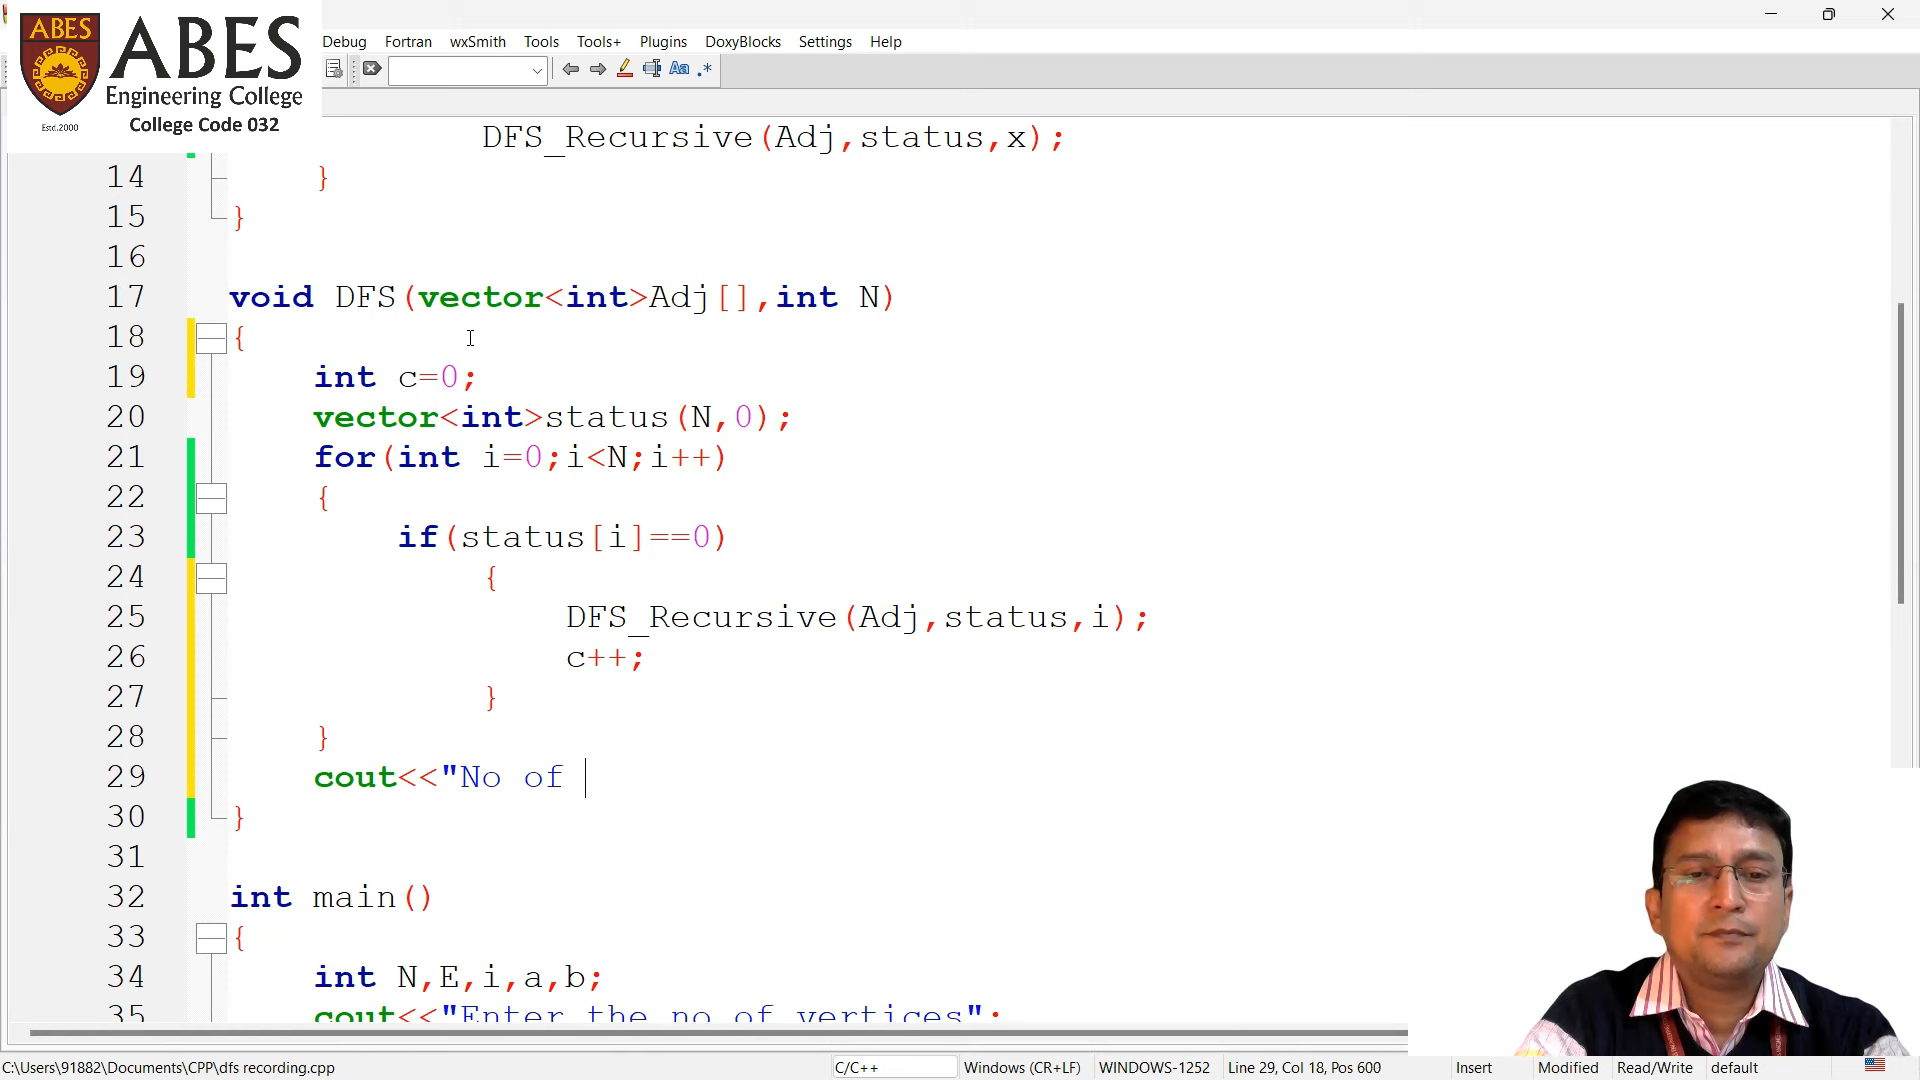 ABES
ABES
Engineering College
Estd.2000
College Code 032
Debug Fortran wxSmith Tools Tools+ Plugins DoxyBlocks Settings Help
DFS_Recursive(Adj,status,x);
14 }
15 }
16
17 void DFS(vector<int>Adj[],int N)
18 {
19 int c=0;
20 vector<int>status(N,0);
21 for(int i=0;i<N;i++)
22 {
23 if(status[i]==0)
24 {
25 DFS_Recursive(Adj,status,i);
26 c++;
27 }
28 }
29 cout<<"No of
30 }
31
32 int main()
33 {
34 int N,E,i,a,b;
35 cout<<"Enter the no of vertices";
C:\Users\91882\Documents\CPP\dfs recording.cpp C/C++ Windows (CR+LF) WINDOWS-1252 Line 29, Col 18, Pos 600 Insert Modified Read/Write default